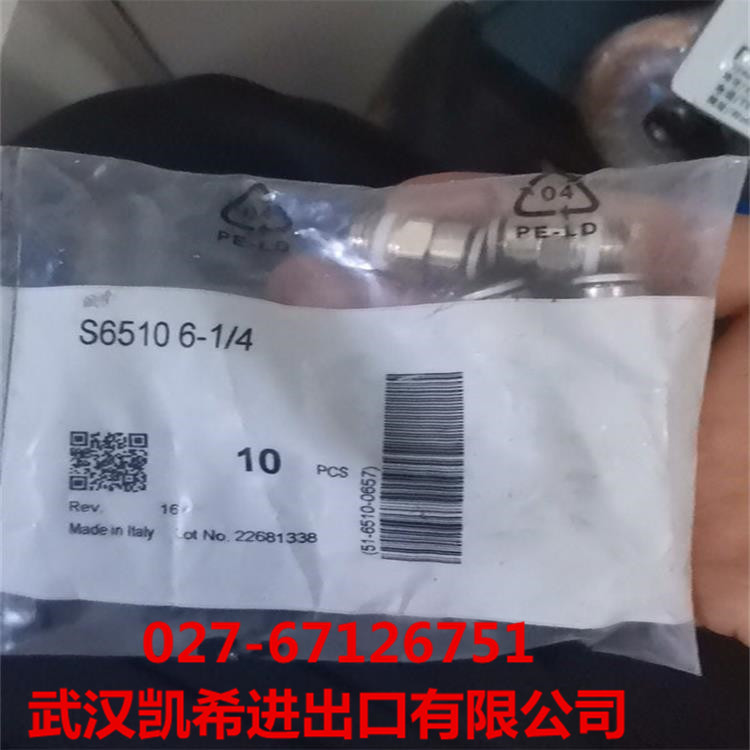 04
PE-LD
04
PE-LD
S6510 6-1/4
10 PCS
(51-6510-0657)
Rev. 16
Made in Italy Lot No. 22681338
027-67126751
武汉凯希进出口有限公司